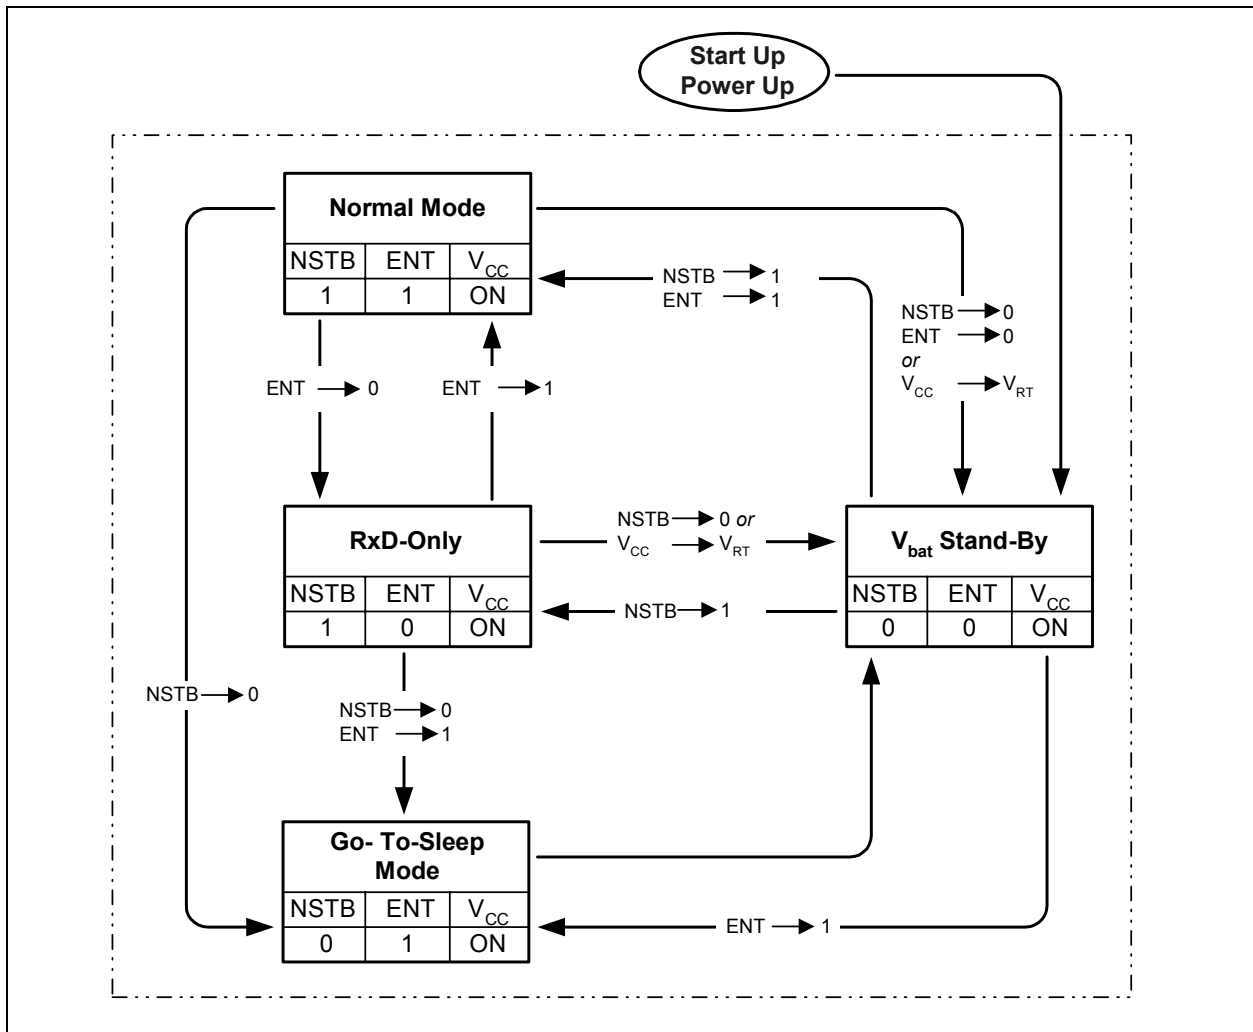 Start Up
Power Up
Normal Mode
NSTB ENT VCC
1 1 ON
NSTB → 1
ENT → 1
NSTB → 0
ENT → 0
or
VCC → VRT
ENT → 0
ENT → 1
RxD-Only
NSTB ENT VCC
1 0 ON
NSTB → 0 or
VCC → VRT
NSTB → 1
Vbat Stand-By
NSTB ENT VCC
0 0 ON
NSTB → 0
NSTB → 0
ENT → 1
Go- To-Sleep
Mode
NSTB ENT VCC
0 1 ON
ENT → 1